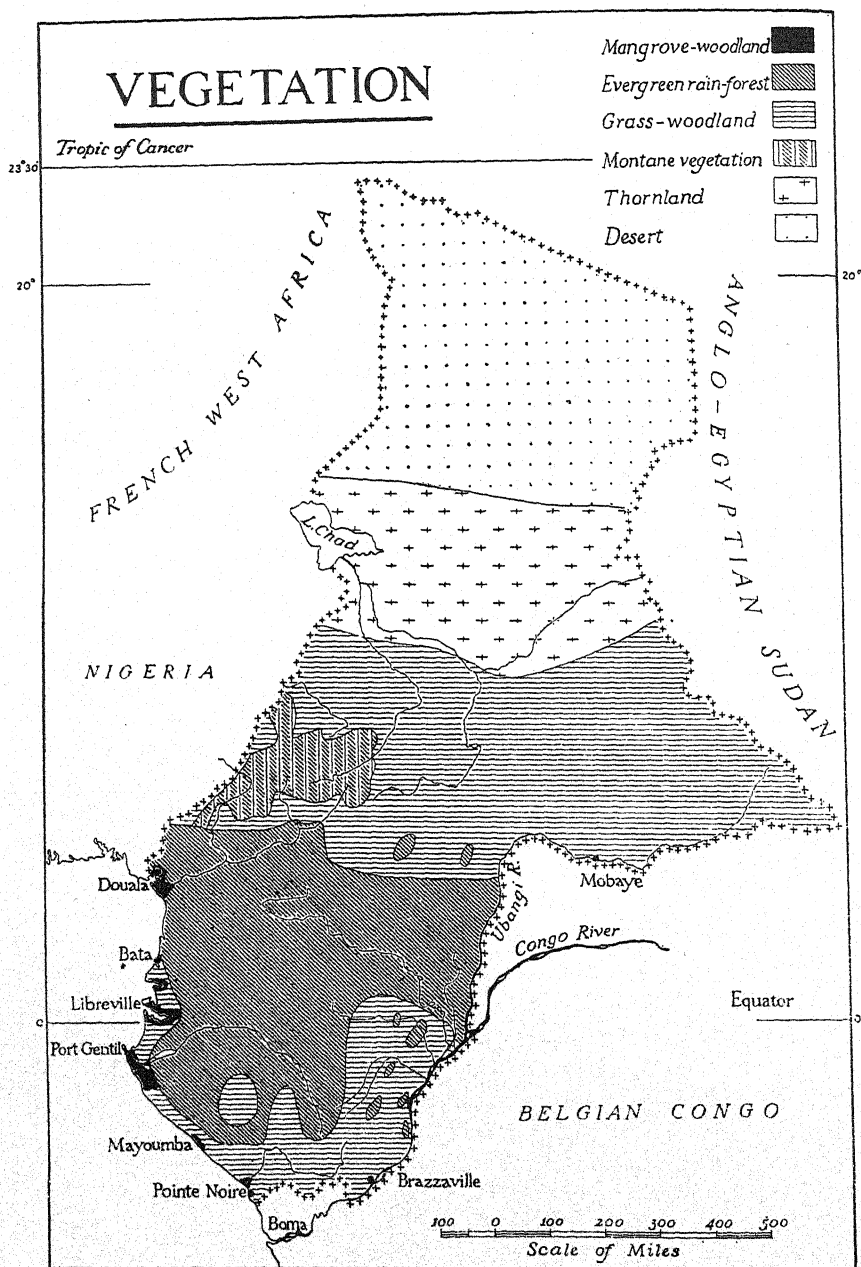 VEGETATION
Mangrove-woodland
Evergreen rain-forest
Grass-woodland
Montane vegetation
Thornland
Desert
Tropic of Cancer
23°30'
20°
20°
FRENCH WEST AFRICA
ANGLO-EGYPTIAN SUDAN
L. Chad
NIGERIA
Douala
Mobaye
Ubangi R.
Bata
Congo River
Libreville
Equator
Port Gentil
BELGIAN CONGO
Mayoumba
Pointe Noire
Brazzaville
Boma
100 0 100 200 300 400 500
Scale of Miles